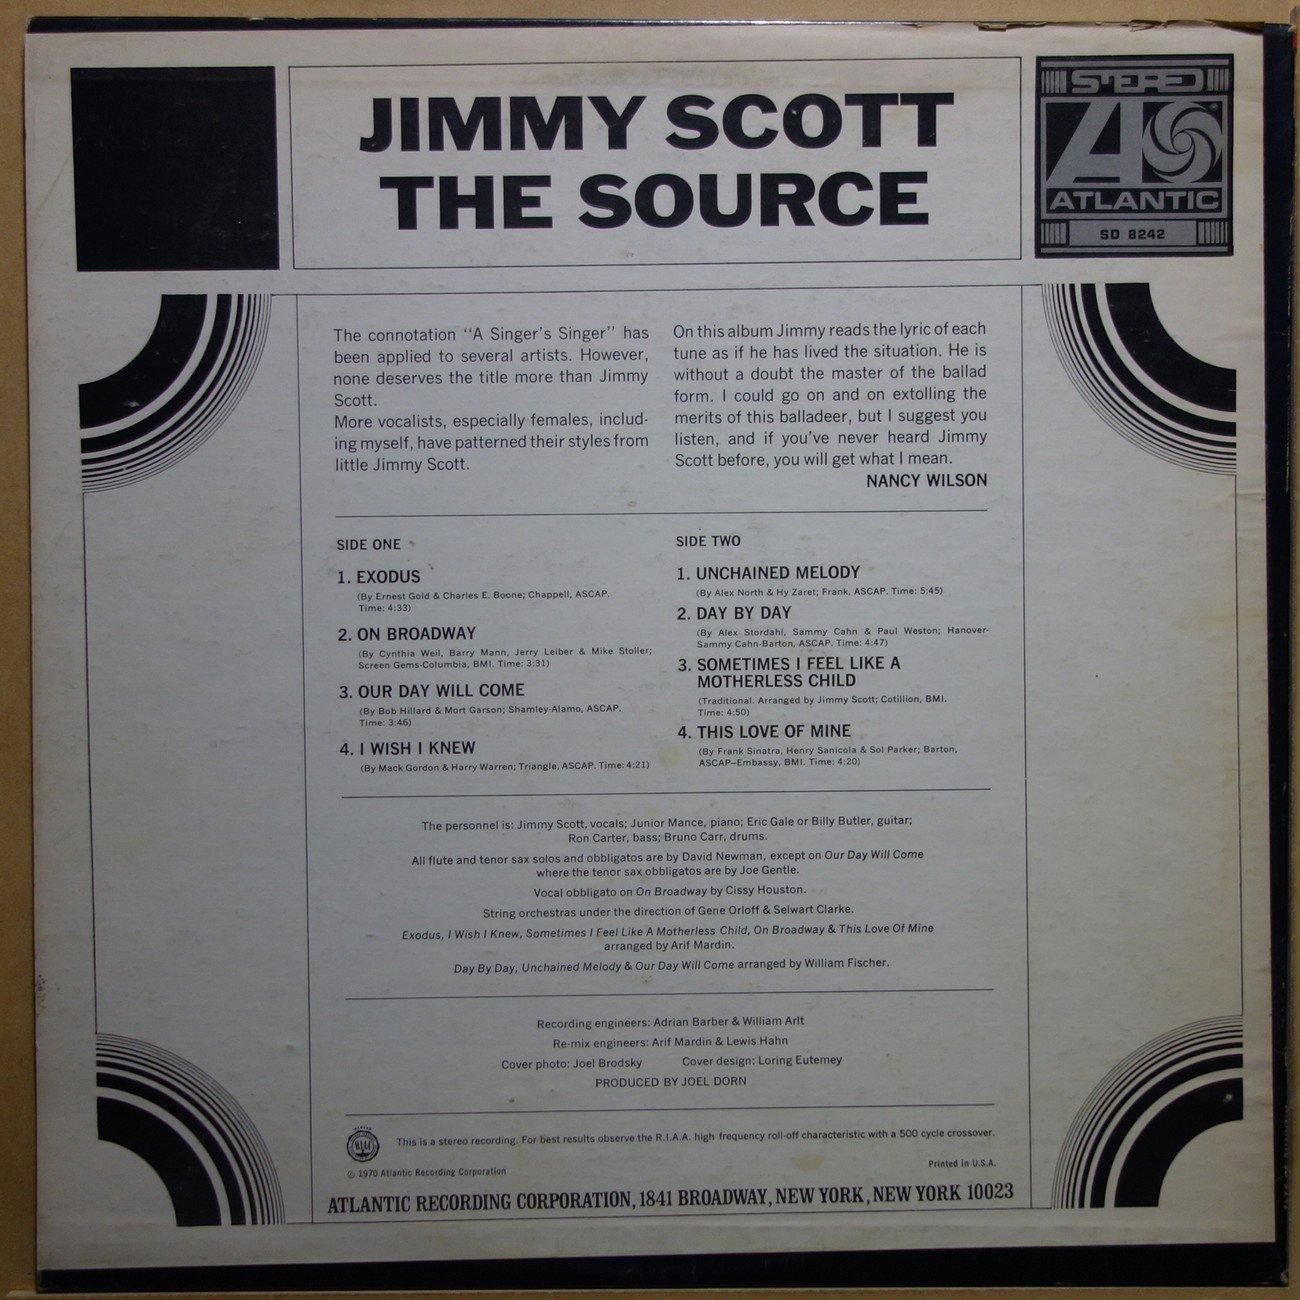 JIMMY SCOTT
THE SOURCE
STEREO
ATLANTIC
SD 8242
The connotation "A Singer's Singer" has
been applied to several artists. However,
none deserves the title more than Jimmy
Scott.
More vocalists, especially females, includ-
ing myself, have patterned their styles from
little Jimmy Scott.
On this album Jimmy reads the lyric of each
tune as if he has lived the situation. He is
without a doubt the master of the ballad
form. I could go on and on extolling the
merits of this balladeer, but I suggest you
listen, and if you've never heard Jimmy
Scott before, you will get what I mean.
NANCY WILSON
SIDE ONE
1. EXODUS
(By Ernest Gold & Charles E. Boone; Chappell, ASCAP.
Time: 4:33)
2. ON BROADWAY
(By Cynthia Weil, Barry Mann, Jerry Leiber & Mike Stoller;
Screen Gems-Columbia, BMI. Time: 3:31)
3. OUR DAY WILL COME
(By Bob Hillard & Mort Garson; Shamley-Alamo, ASCAP.
Time: 3:46)
4. I WISH I KNEW
(By Mack Gordon & Harry Warren; Triangle, ASCAP. Time: 4:21)
SIDE TWO
1. UNCHAINED MELODY
(By Alex North & Hy Zaret; Frank, ASCAP. Time: 5:45)
2. DAY BY DAY
(By Alex Stordahl, Sammy Cahn & Paul Weston; Hanover-
Sammy Cahn-Barton, ASCAP. Time: 4:47)
3. SOMETIMES I FEEL LIKE A
MOTHERLESS CHILD
(Traditional. Arranged by Jimmy Scott; Cotillion, BMI.
Time: 4:50)
4. THIS LOVE OF MINE
(By Frank Sinatra, Henry Sanicola & Sol Parker; Barton,
ASCAP—Embassy, BMI. Time: 4:20)
The personnel is: Jimmy Scott, vocals; Junior Mance, piano; Eric Gale or Billy Butler, guitar;
Ron Carter, bass; Bruno Carr, drums.
All flute and tenor sax solos and obbligatos are by David Newman, except on Our Day Will Come
where the tenor sax obbligatos are by Joe Gentle.
Vocal obbligato on On Broadway by Cissy Houston.
String orchestras under the direction of Gene Orloff & Selwart Clarke.
Exodus, I Wish I Knew, Sometimes I Feel Like A Motherless Child, On Broadway & This Love Of Mine
arranged by Arif Mardin.
Day By Day, Unchained Melody & Our Day Will Come arranged by William Fischer.
Recording engineers: Adrian Barber & William Arlt
Re-mix engineers: Arif Mardin & Lewis Hahn
Cover photo: Joel Brodsky Cover design: Loring Eutemey
PRODUCED BY JOEL DORN
This is a stereo recording. For best results observe the R.I.A.A. high frequency roll-off characteristic with a 500 cycle crossover.
© 1970 Atlantic Recording Corporation
Printed in U.S.A.
ATLANTIC RECORDING CORPORATION, 1841 BROADWAY, NEW YORK, NEW YORK 10023